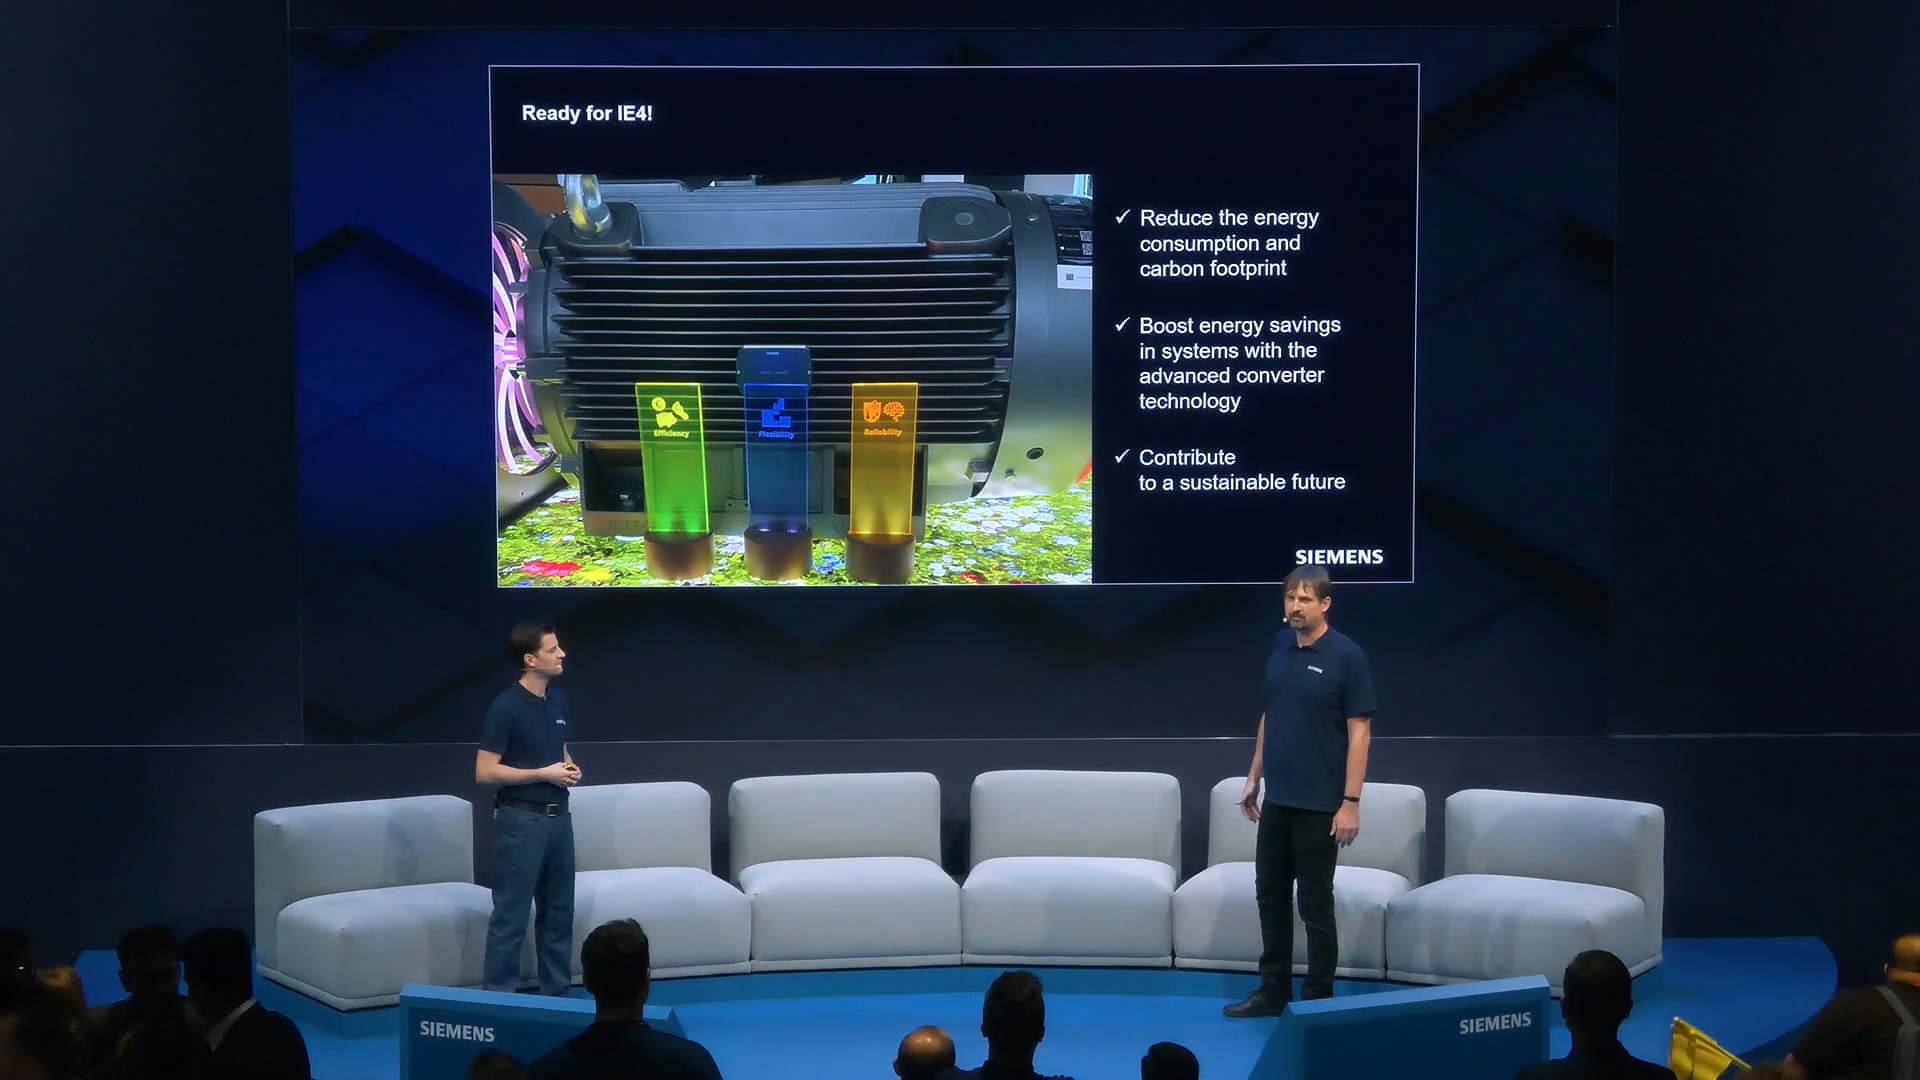 Ready for IE4!
✓ Reduce the energy
consumption and
carbon footprint
✓ Boost energy savings
in systems with the
advanced converter
technology
✓ Contribute
to a sustainable future
Efficiency
Flexibility
Reliability
SIEMENS
SIEMENS
SIEMENS